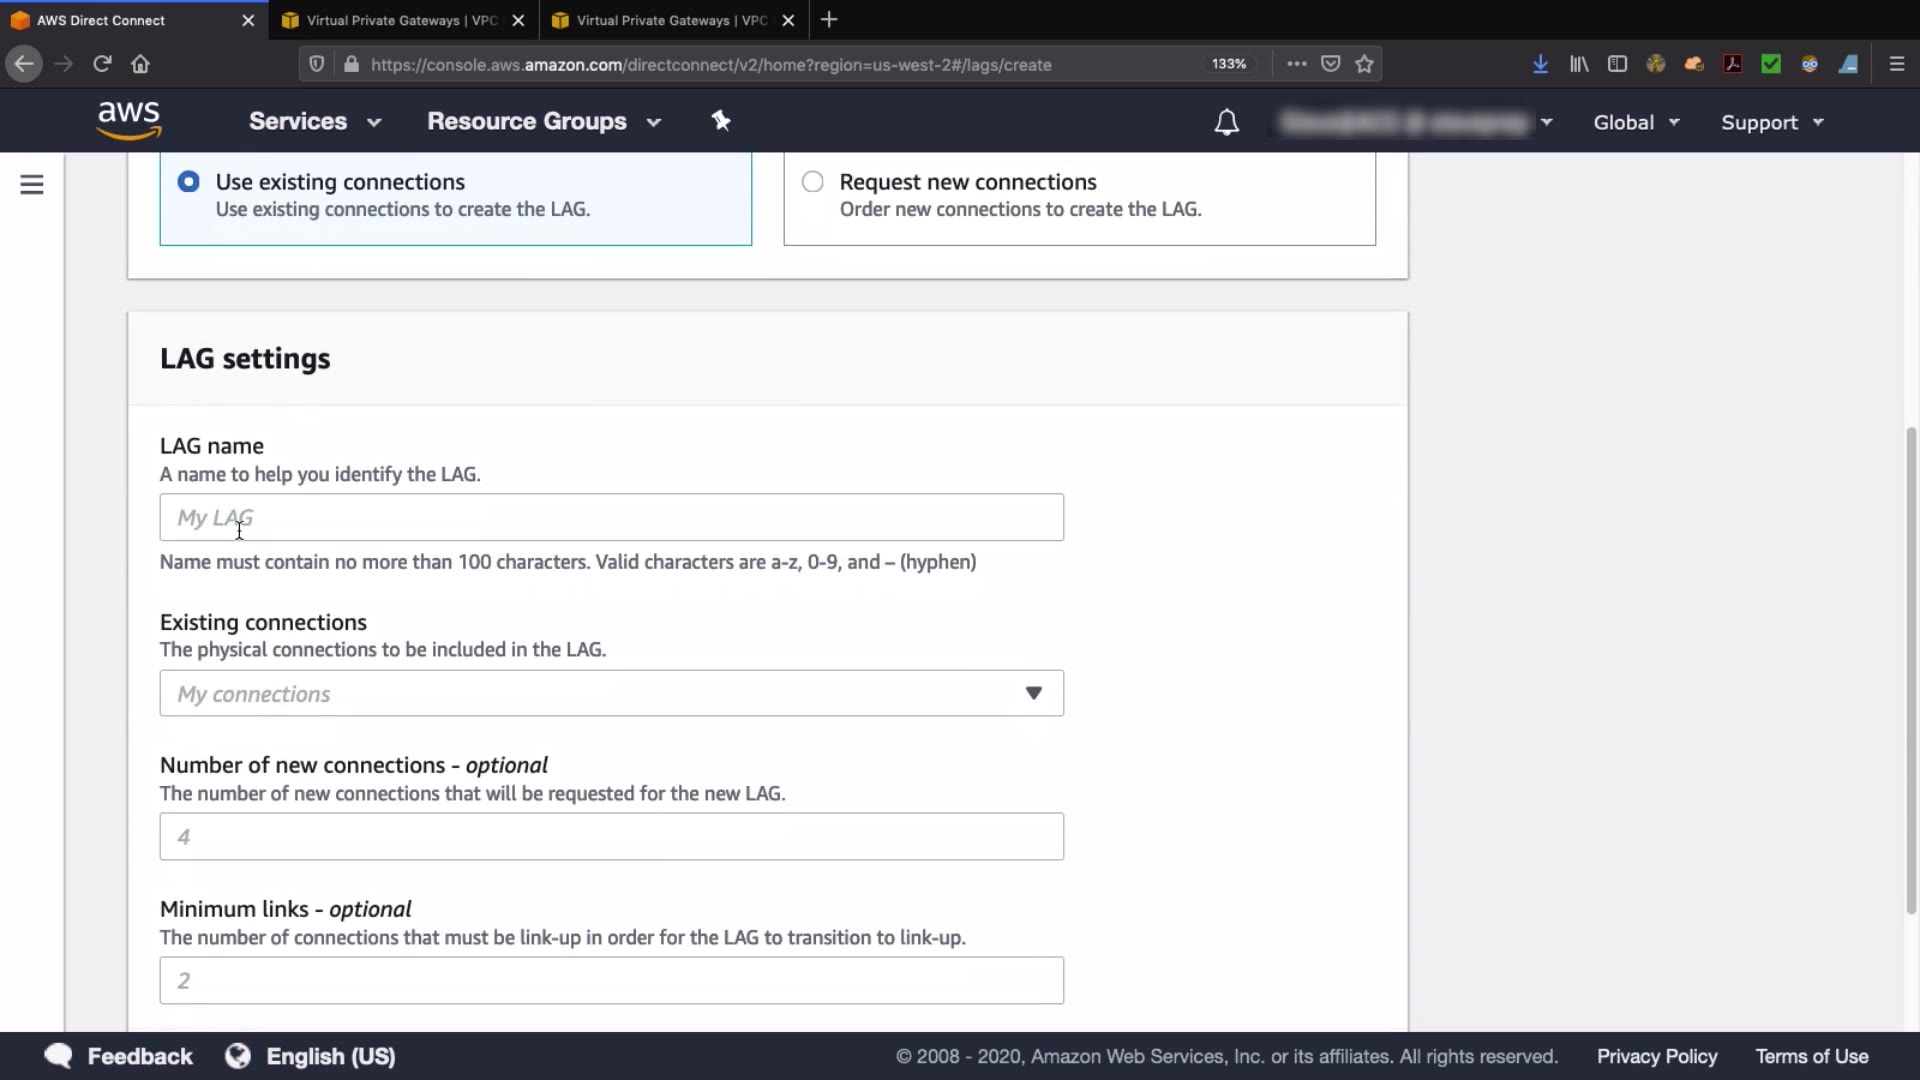 AWS Direct Connect
Virtual Private Gateways | VPC
Virtual Private Gateways | VPC
https://console.aws.amazon.com/directconnect/v2/home?region=us-west-2#/lags/create
133%
aws
Services
Resource Groups
Global
Support
Use existing connections
Use existing connections to create the LAG.
Request new connections
Order new connections to create the LAG.
LAG settings
LAG name
A name to help you identify the LAG.
My LAG
Name must contain no more than 100 characters. Valid characters are a-z, 0-9, and – (hyphen)
Existing connections
The physical connections to be included in the LAG.
My connections
Number of new connections - optional
The number of new connections that will be requested for the new LAG.
4
Minimum links - optional
The number of connections that must be link-up in order for the LAG to transition to link-up.
2
Feedback
English (US)
© 2008 - 2020, Amazon Web Services, Inc. or its affiliates. All rights reserved.
Privacy Policy
Terms of Use